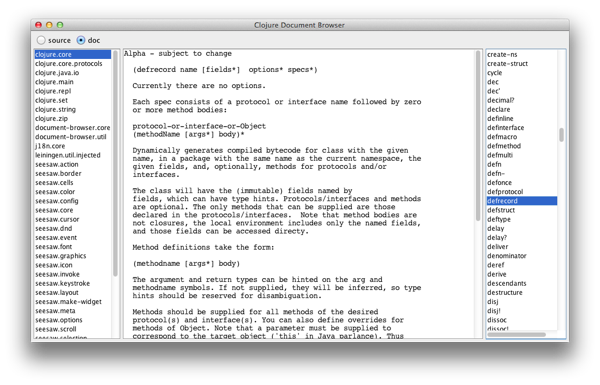 Clojure Document Browser
source
doc
clojure.core
clojure.core.protocols
clojure.java.io
clojure.main
clojure.repl
clojure.set
clojure.string
clojure.zip
document-browser.core
document-browser.util
j18n.core
leiningen.util.injected
seesaw.action
seesaw.border
seesaw.cells
seesaw.color
seesaw.config
seesaw.core
seesaw.cursor
seesaw.dnd
seesaw.event
seesaw.font
seesaw.graphics
seesaw.icon
seesaw.invoke
seesaw.keystroke
seesaw.layout
seesaw.make-widget
seesaw.meta
seesaw.options
seesaw.scroll
seesaw.selection
Alpha - subject to change
(defrecord name [fields*]  options* specs*)
Currently there are no options.
Each spec consists of a protocol or interface name followed by zero
or more method bodies:
protocol-or-interface-or-Object
(methodName [args*] body)*
Dynamically generates compiled bytecode for class with the given
name, in a package with the same name as the current namespace, the
given fields, and, optionally, methods for protocols and/or
interfaces.
The class will have the (immutable) fields named by
fields, which can have type hints. Protocols/interfaces and methods
are optional. The only methods that can be supplied are those
declared in the protocols/interfaces.  Note that method bodies are
not closures, the local environment includes only the named fields,
and those fields can be accessed directy.
Method definitions take the form:
(methodname [args*] body)
The argument and return types can be hinted on the arg and
methodname symbols. If not supplied, they will be inferred, so type
hints should be reserved for disambiguation.
Methods should be supplied for all methods of the desired
protocol(s) and interface(s). You can also define overrides for
methods of Object. Note that a parameter must be supplied to
correspond to the target object ('this' in Java parlance). Thus
create-ns
create-struct
cycle
dec
dec'
decimal?
declare
definline
definterface
defmacro
defmethod
defmulti
defn
defn-
defonce
defprotocol
defrecord
defstruct
deftype
delay
delay?
deliver
denominator
deref
derive
descendants
destructure
disj
disj!
dissoc
dissoc!